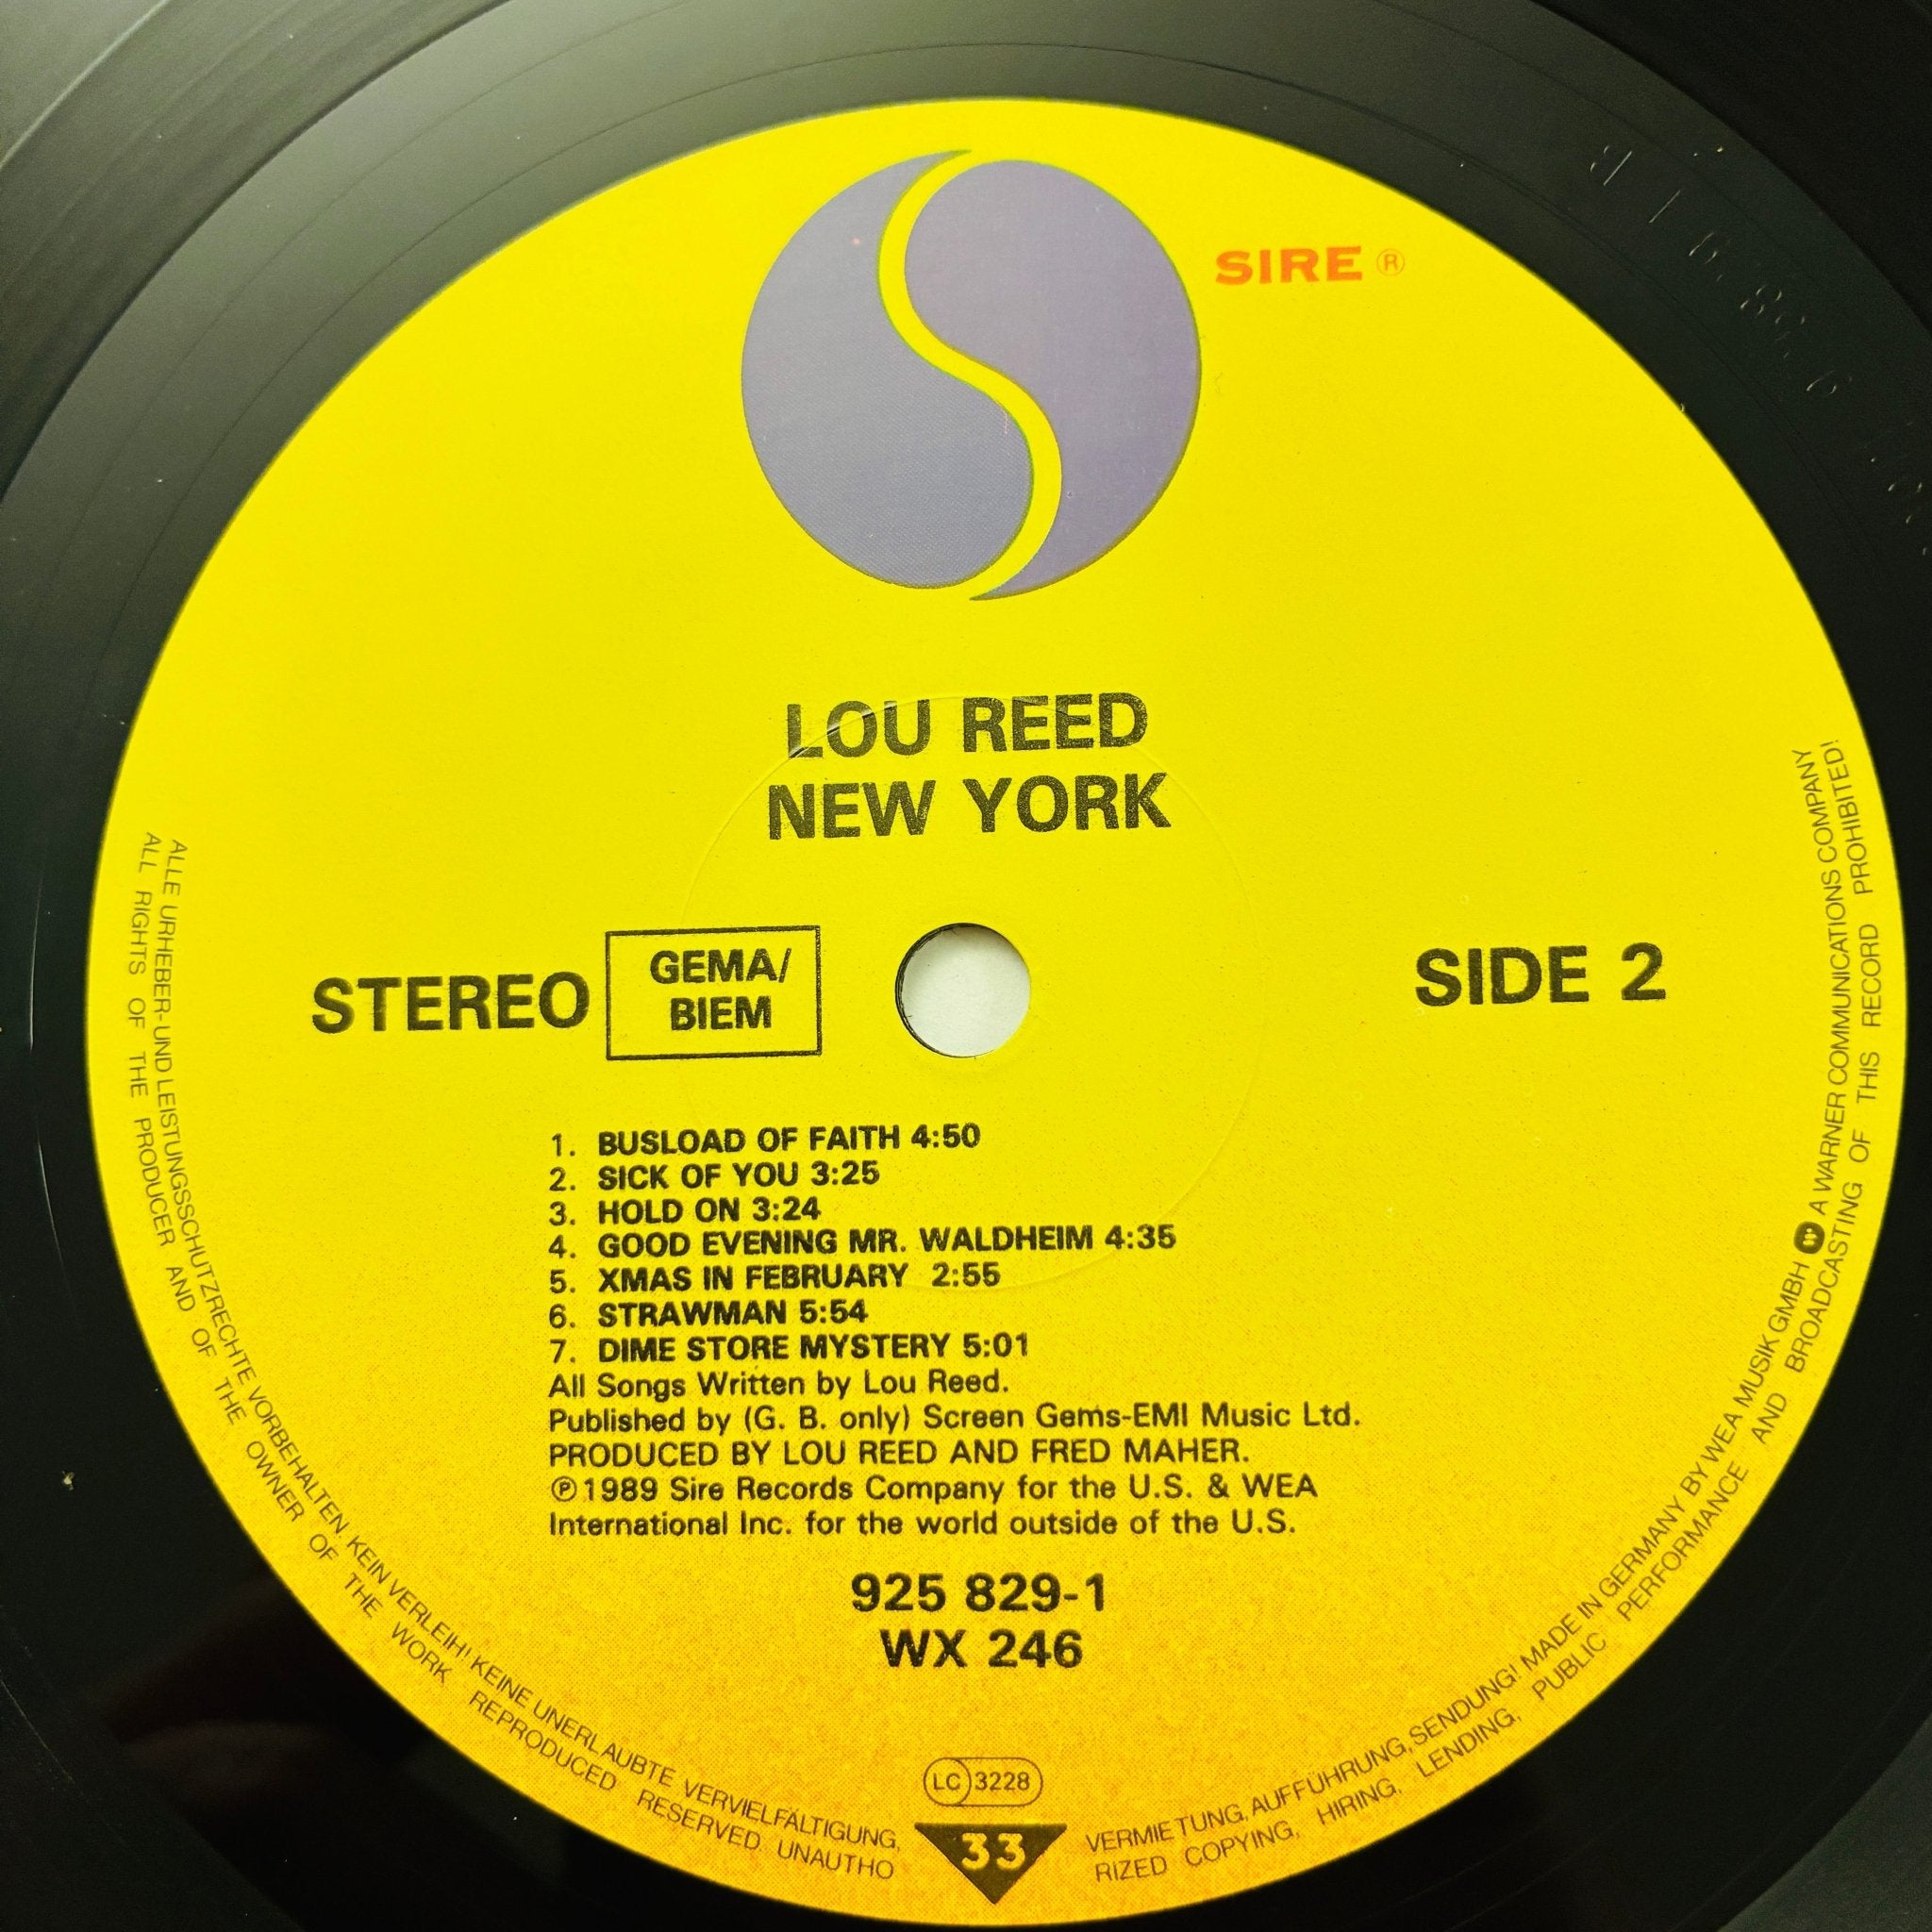 SIRE ®
LOU REED
NEW YORK
STEREO
GEMA/
BIEM
SIDE 2
1. BUSLOAD OF FAITH 4:50
2. SICK OF YOU 3:25
3. HOLD ON 3:24
4. GOOD EVENING MR. WALDHEIM 4:35
5. XMAS IN FEBRUARY 2:55
6. STRAWMAN 5:54
7. DIME STORE MYSTERY 5:01
All Songs Written by Lou Reed.
Published by (G. B. only) Screen Gems-EMI Music Ltd.
PRODUCED BY LOU REED AND FRED MAHER.
℗1989 Sire Records Company for the U.S. & WEA
International Inc. for the world outside of the U.S.
925 829-1
WX 246
LC 3228
33
ALLE URHEBER- UND LEISTUNGSSCHUTZRECHTE VORBEHALTEN. KEIN VERLEIH! KEINE UNERLAUBTE VERVIELFÄLTIGUNG, VERMIETUNG, AUFFÜHRUNG, SENDUNG! MADE IN GERMANY BY WEA MUSIK GMBH A WARNER COMMUNICATIONS COMPANY
ALL RIGHTS OF THE PRODUCER AND OF THE OWNER OF THE WORK REPRODUCED RESERVED. UNAUTHORIZED COPYING, HIRING, LENDING, PUBLIC PERFORMANCE AND BROADCASTING OF THIS RECORD PROHIBITED!